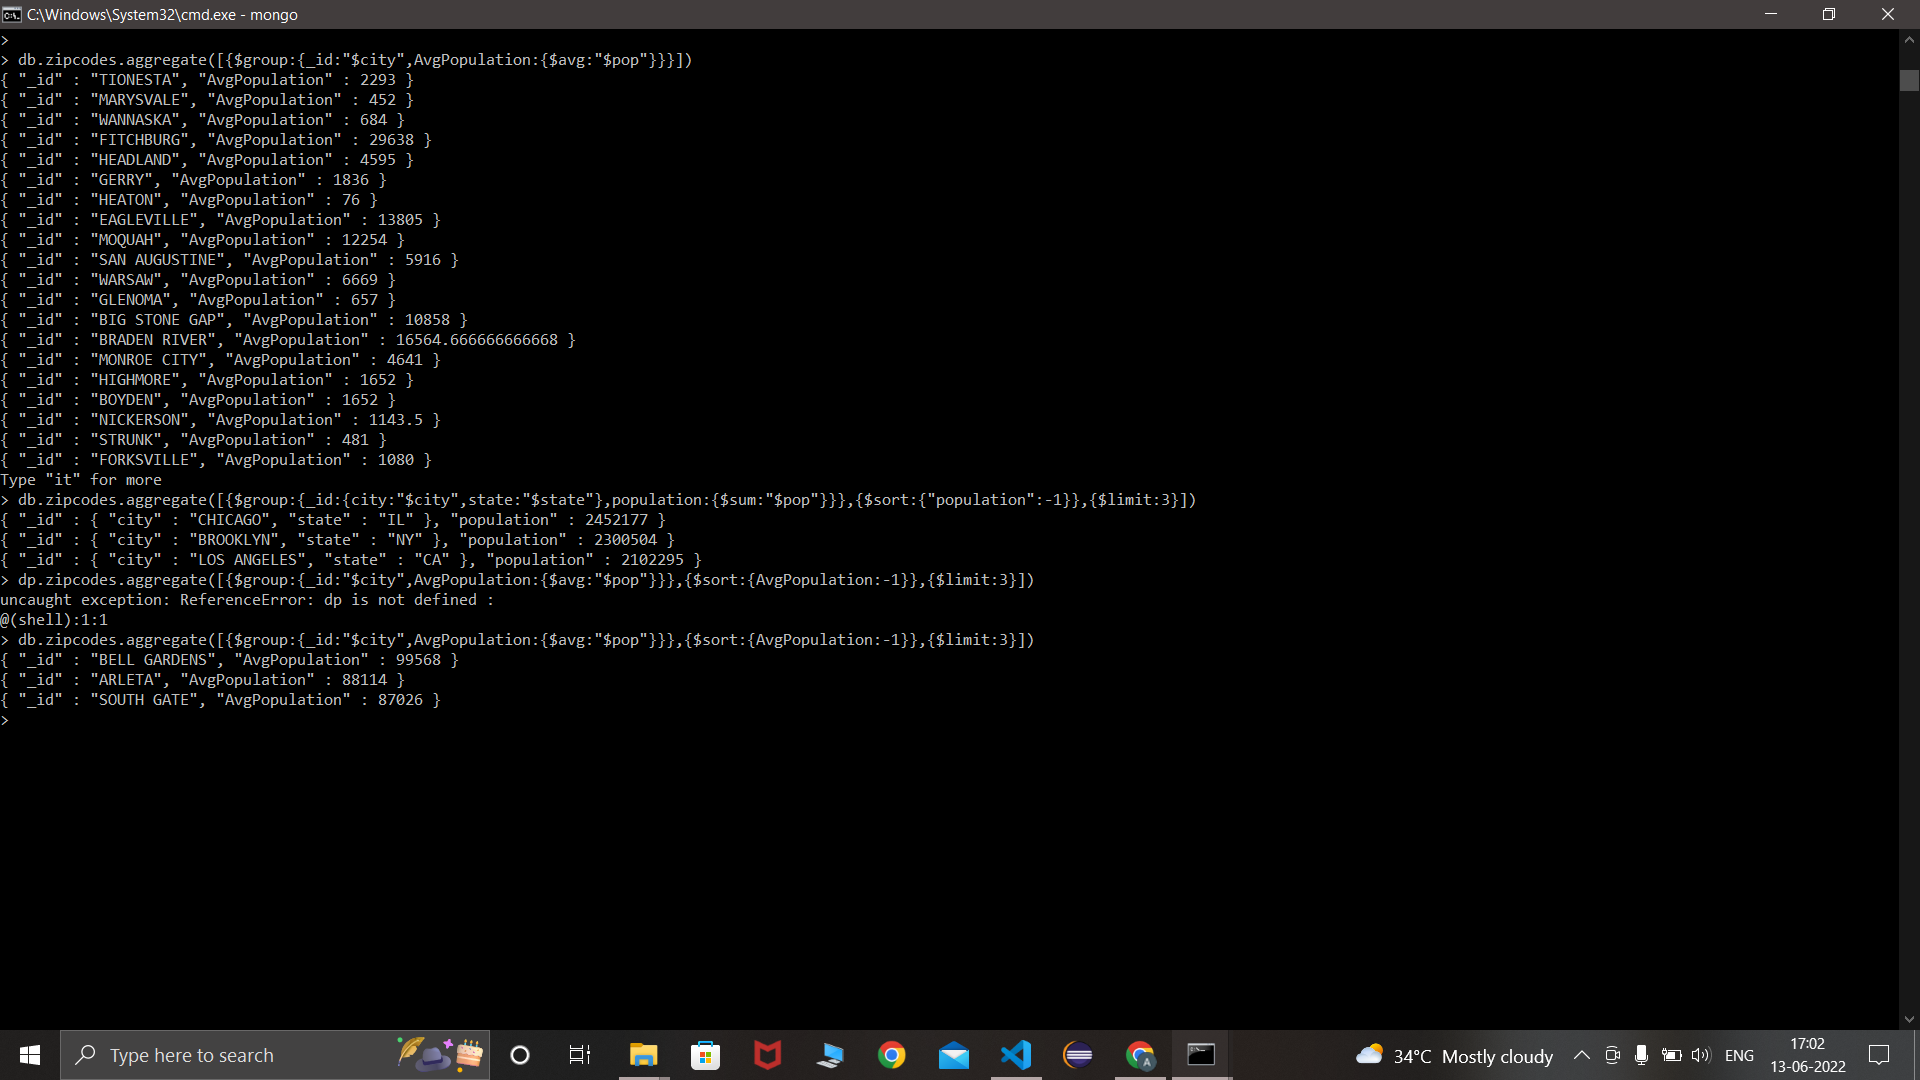 C:\Windows\System32\cmd.exe - mongo
>
> db.zipcodes.aggregate([{$group:{_id:"$city",AvgPopulation:{$avg:"$pop"}}}])
{ "_id" : "TIONESTA", "AvgPopulation" : 2293 }
{ "_id" : "MARYSVALE", "AvgPopulation" : 452 }
{ "_id" : "WANNASKA", "AvgPopulation" : 684 }
{ "_id" : "FITCHBURG", "AvgPopulation" : 29638 }
{ "_id" : "HEADLAND", "AvgPopulation" : 4595 }
{ "_id" : "GERRY", "AvgPopulation" : 1836 }
{ "_id" : "HEATON", "AvgPopulation" : 76 }
{ "_id" : "EAGLEVILLE", "AvgPopulation" : 13805 }
{ "_id" : "MOQUAH", "AvgPopulation" : 12254 }
{ "_id" : "SAN AUGUSTINE", "AvgPopulation" : 5916 }
{ "_id" : "WARSAW", "AvgPopulation" : 6669 }
{ "_id" : "GLENOMA", "AvgPopulation" : 657 }
{ "_id" : "BIG STONE GAP", "AvgPopulation" : 10858 }
{ "_id" : "BRADEN RIVER", "AvgPopulation" : 16564.666666666668 }
{ "_id" : "MONROE CITY", "AvgPopulation" : 4641 }
{ "_id" : "HIGHMORE", "AvgPopulation" : 1652 }
{ "_id" : "BOYDEN", "AvgPopulation" : 1652 }
{ "_id" : "NICKERSON", "AvgPopulation" : 1143.5 }
{ "_id" : "STRUNK", "AvgPopulation" : 481 }
{ "_id" : "FORKSVILLE", "AvgPopulation" : 1080 }
Type "it" for more
> db.zipcodes.aggregate([{$group:{_id:{city:"$city",state:"$state"},population:{$sum:"$pop"}}},{$sort:{"population":-1}},{$limit:3}])
{ "_id" : { "city" : "CHICAGO", "state" : "IL" }, "population" : 2452177 }
{ "_id" : { "city" : "BROOKLYN", "state" : "NY" }, "population" : 2300504 }
{ "_id" : { "city" : "LOS ANGELES", "state" : "CA" }, "population" : 2102295 }
> dp.zipcodes.aggregate([{$group:{_id:"$city",AvgPopulation:{$avg:"$pop"}}},{$sort:{AvgPopulation:-1}},{$limit:3}])
uncaught exception: ReferenceError: dp is not defined :
@(shell):1:1
> db.zipcodes.aggregate([{$group:{_id:"$city",AvgPopulation:{$avg:"$pop"}}},{$sort:{AvgPopulation:-1}},{$limit:3}])
{ "_id" : "BELL GARDENS", "AvgPopulation" : 99568 }
{ "_id" : "ARLETA", "AvgPopulation" : 88114 }
{ "_id" : "SOUTH GATE", "AvgPopulation" : 87026 }
>
Type here to search
34°C Mostly cloudy
ENG
17:02
13-06-2022